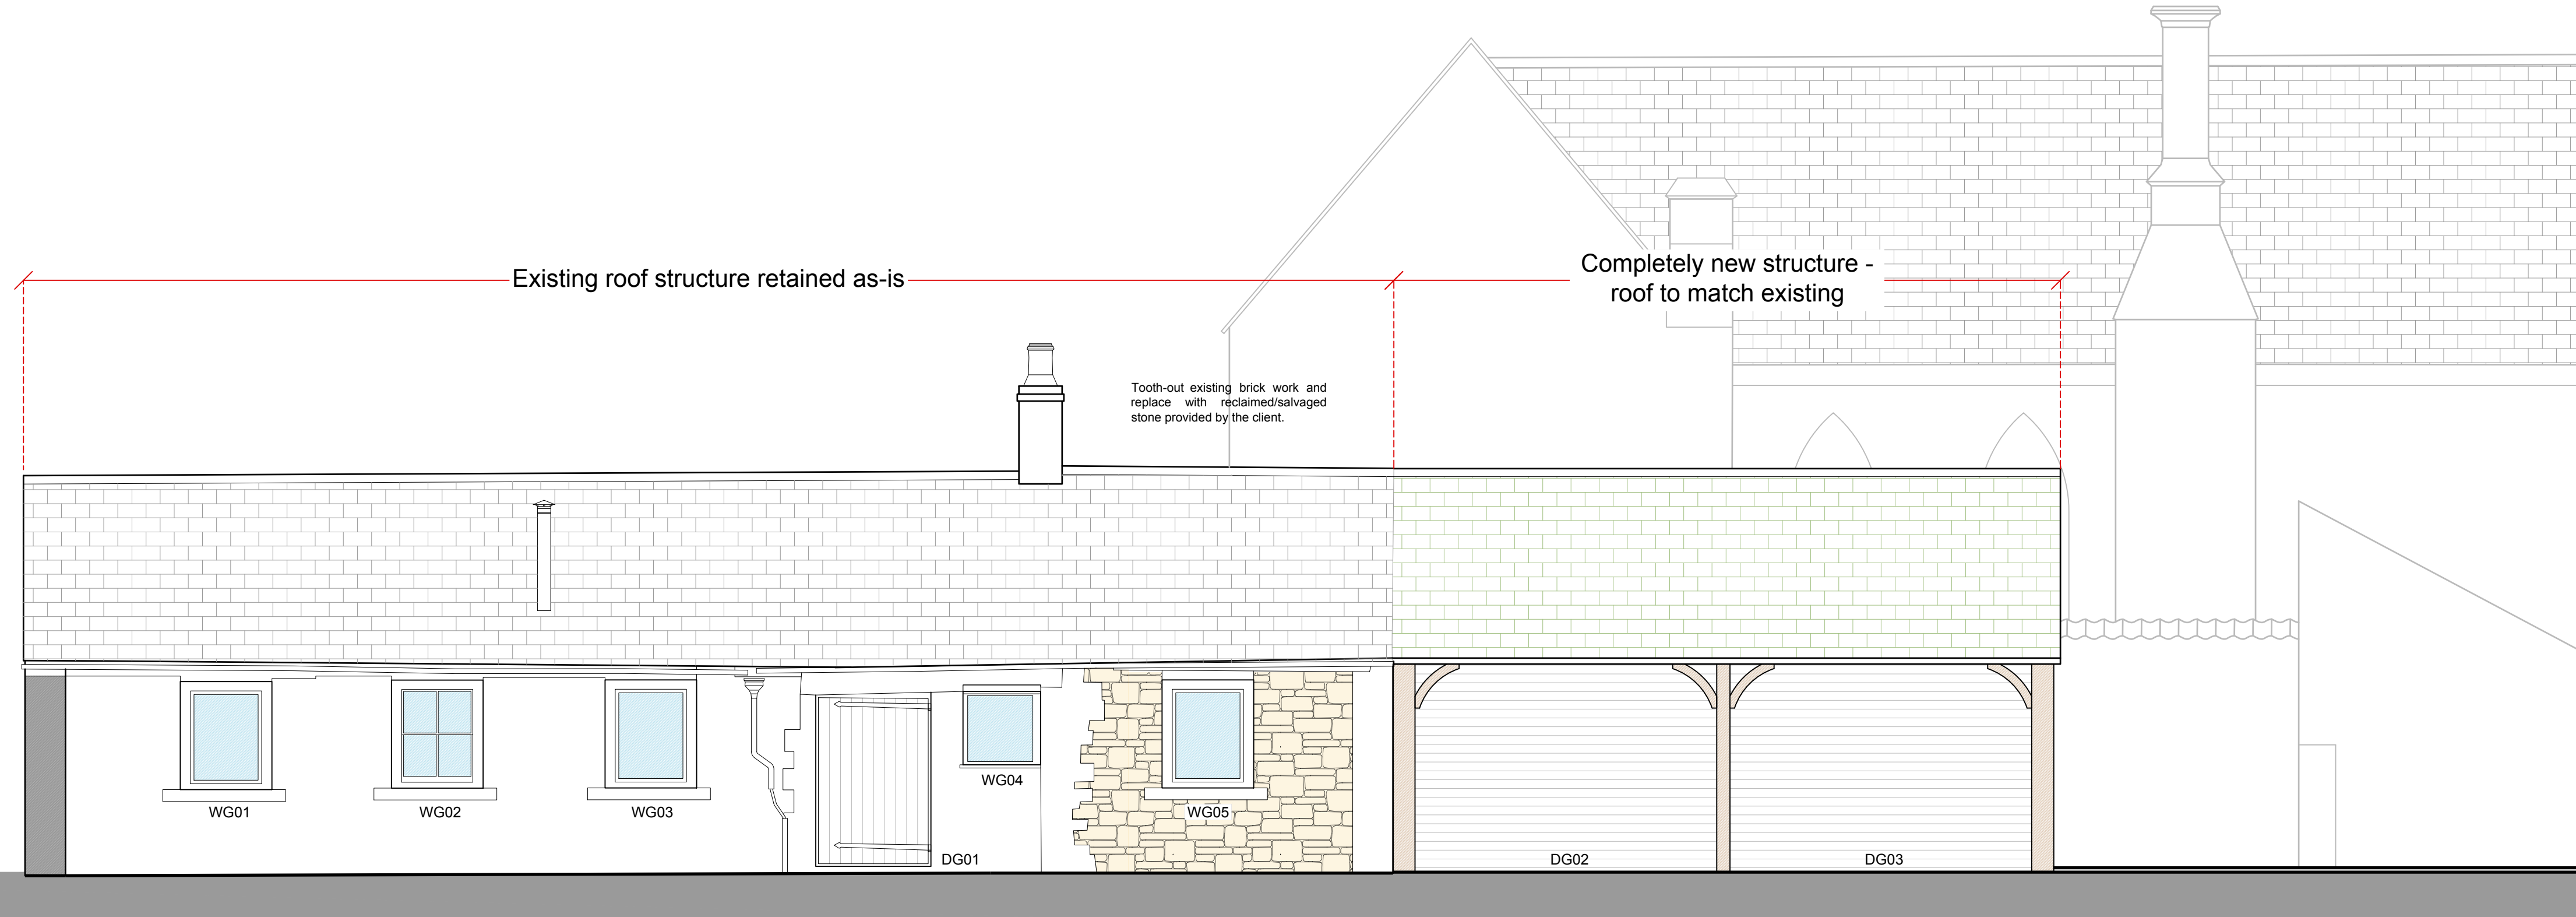 Existing roof structure retained as-is
Completely new structure -
roof to match existing
Tooth-out existing brick work and
replace with reclaimed/salvaged
stone provided by the client.
WG01
WG02
WG03
WG04
WG05
DG01
DG02
DG03